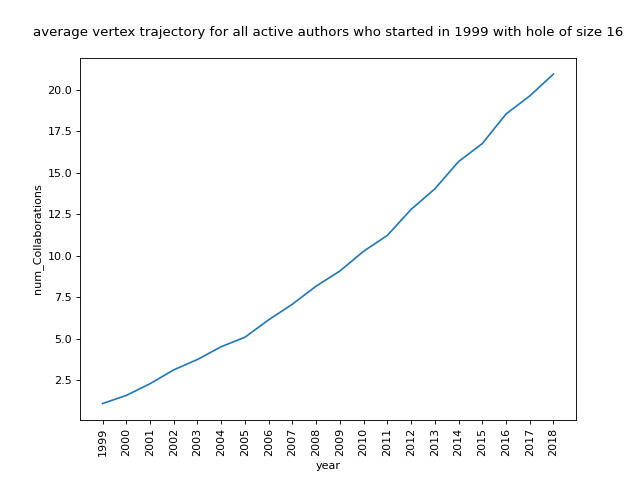 average vertex trajectory for all active authors who started in 1999 with hole of size 16
num_Collaborations
20.0
17.5
15.0
12.5
10.0
7.5
5.0
2.5
1999 2000 2001 2002 2003 2004 2005 2006 2007 2008 2009 2010 2011 2012 2013 2014 2015 2016 2017 2018
year